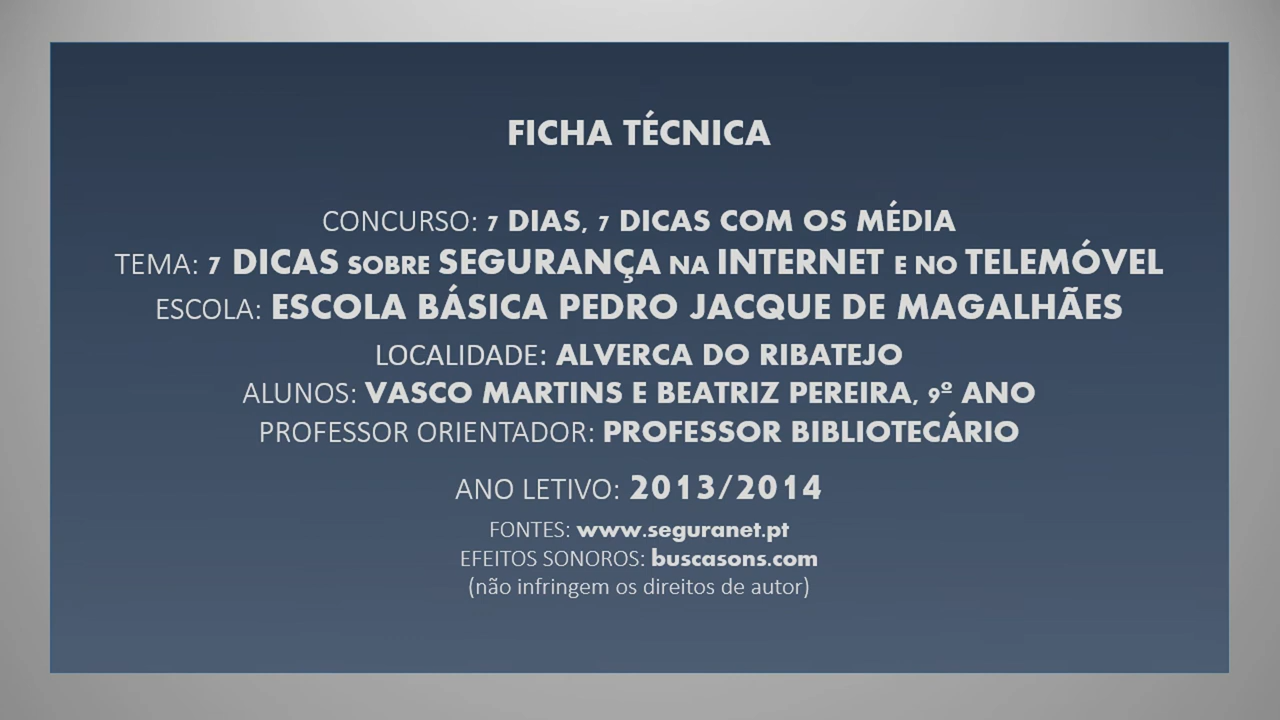 FICHA TÉCNICA
CONCURSO: 7 DIAS, 7 DICAS COM OS MÉDIA
TEMA: 7 DICAS SOBRE SEGURANÇA NA INTERNET E NO TELEMÓVEL
ESCOLA: ESCOLA BÁSICA PEDRO JACQUE DE MAGALHÃES
LOCALIDADE: ALVERCA DO RIBATEJO
ALUNOS: VASCO MARTINS E BEATRIZ PEREIRA, 9º ANO
PROFESSOR ORIENTADOR: PROFESSOR BIBLIOTECÁRIO
ANO LETIVO: 2013/2014
FONTES: www.seguranet.pt
EFEITOS SONOROS: buscasons.com
(não infringem os direitos de autor)